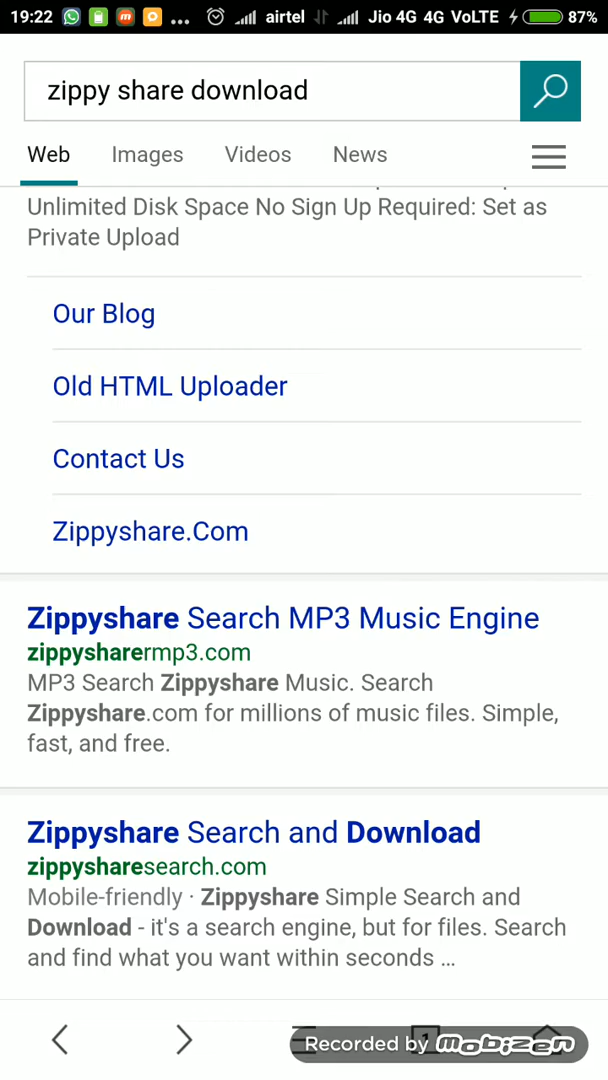 19:22 ... airtel Jio 4G 4G VoLTE 87%
zippy share download
Web Images Videos News
Unlimited Disk Space No Sign Up Required: Set as
Private Upload
Our Blog
Old HTML Uploader
Contact Us
Zippyshare.Com
Zippyshare Search MP3 Music Engine
zippysharermp3.com
MP3 Search Zippyshare Music. Search
Zippyshare.com for millions of music files. Simple,
fast, and free.
Zippyshare Search and Download
zippysharesearch.com
Mobile-friendly · Zippyshare Simple Search and
Download - it's a search engine, but for files. Search
and find what you want within seconds ...
1
Recorded by mobizen